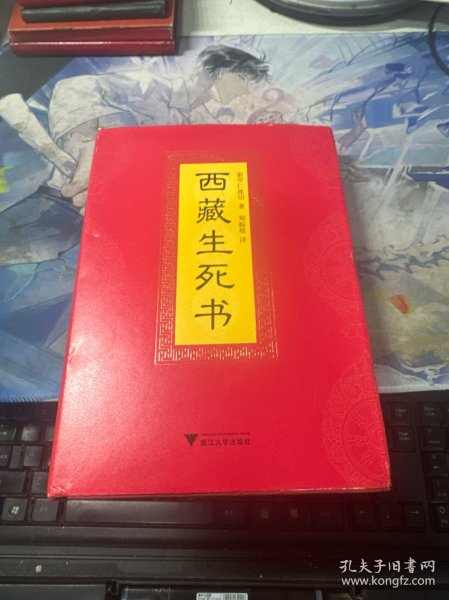 西藏生死书
索甲仁波切 著 郑振煌 译
浙江大学出版社
孔夫子旧书网
www.kongfz.com